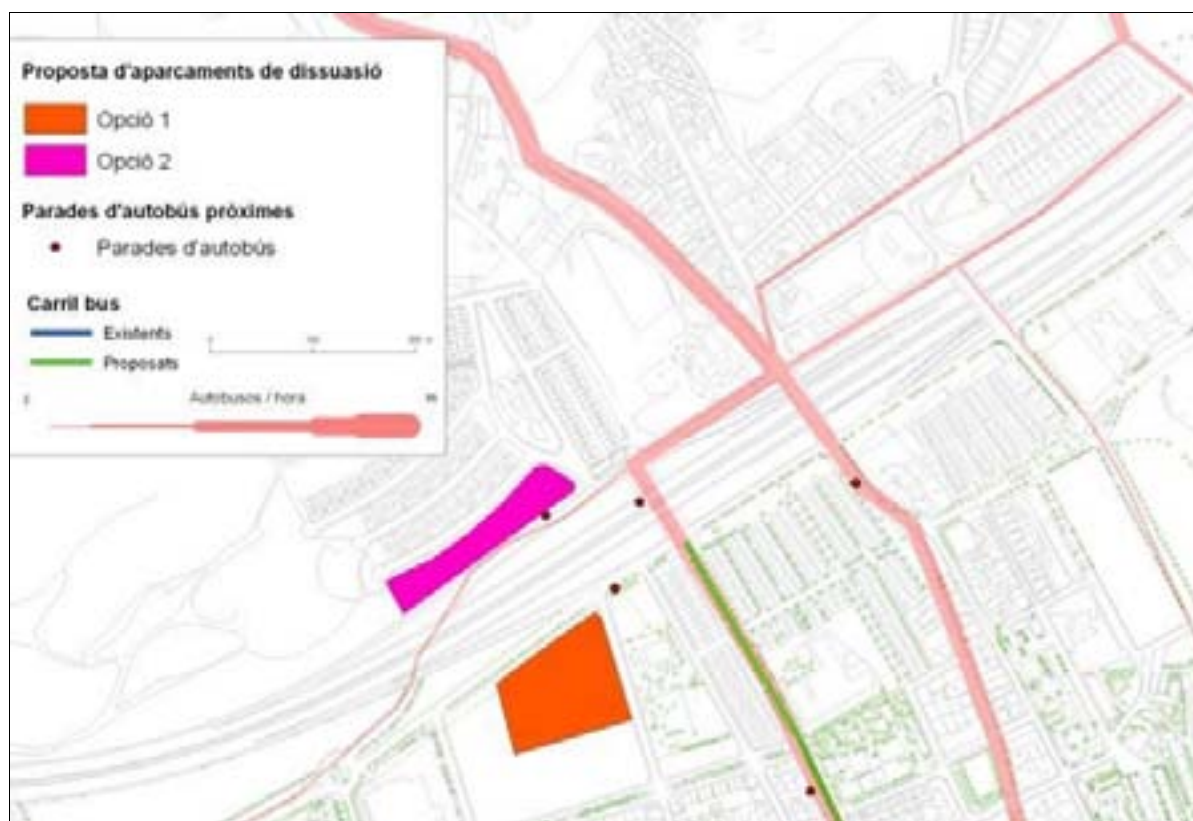 Proposta d'aparcaments de dissuasió
Opció 1
Opció 2
Parades d'autobús pròximes
Parades d'autobús
Carril bus
Existents
Proposats
Autobusos / hora